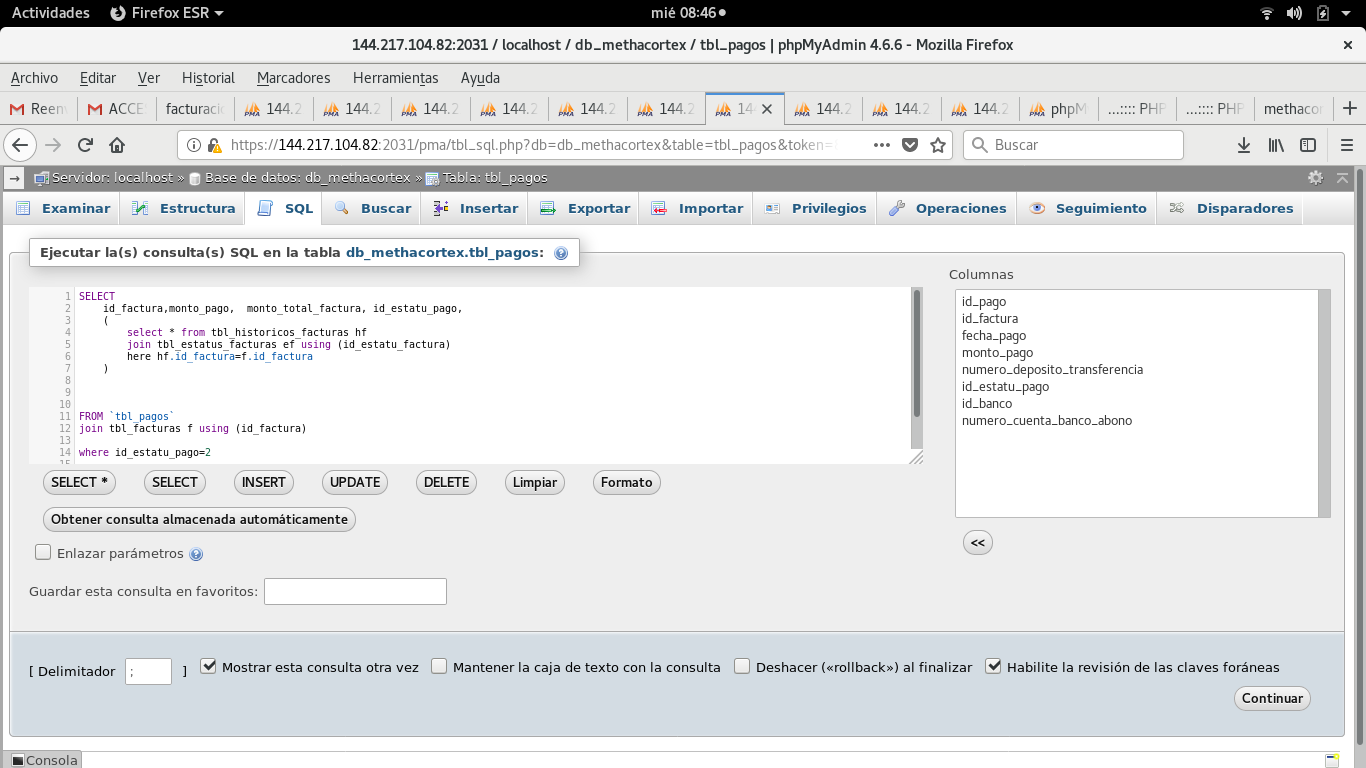 Actividades Firefox ESR mié 08:46
144.217.104.82:2031 / localhost / db_methacortex / tbl_pagos | phpMyAdmin 4.6.6 - Mozilla Firefox
Archivo Editar Ver Historial Marcadores Herramientas Ayuda
Reen ACCE facturaci 144.2 144.2 144.2 144.2 144.2 144.2 14 144.2 144.2 144.2 phpM ....:::: PHP ....:::: PHP methacor
https://144.217.104.82:2031/pma/tbl_sql.php?db=db_methacortex&table=tbl_pagos&token= Buscar
Servidor: localhost » Base de datos: db_methacortex » Tabla: tbl_pagos
Examinar Estructura SQL Buscar Insertar Exportar Importar Privilegios Operaciones Seguimiento Disparadores
Ejecutar la(s) consulta(s) SQL en la tabla db_methacortex.tbl_pagos:
1 SELECT
2 id_factura,monto_pago, monto_total_factura, id_estatu_pago,
3 (
4 select * from tbl_historicos_facturas hf
5 join tbl_estatus_facturas ef using (id_estatu_factura)
6 here hf.id_factura=f.id_factura
7 )
8
9
10
11 FROM `tbl_pagos`
12 join tbl_facturas f using (id_factura)
13
14 where id_estatu_pago=2
15
Columnas
id_pago
id_factura
fecha_pago
monto_pago
numero_deposito_transferencia
id_estatu_pago
id_banco
numero_cuenta_banco_abono
<<
SELECT * SELECT INSERT UPDATE DELETE Limpiar Formato
Obtener consulta almacenada automáticamente
Enlazar parámetros
Guardar esta consulta en favoritos:
[ Delimitador ; ] Mostrar esta consulta otra vez Mantener la caja de texto con la consulta Deshacer («rollback») al finalizar Habilite la revisión de las claves foráneas
Continuar
Consola